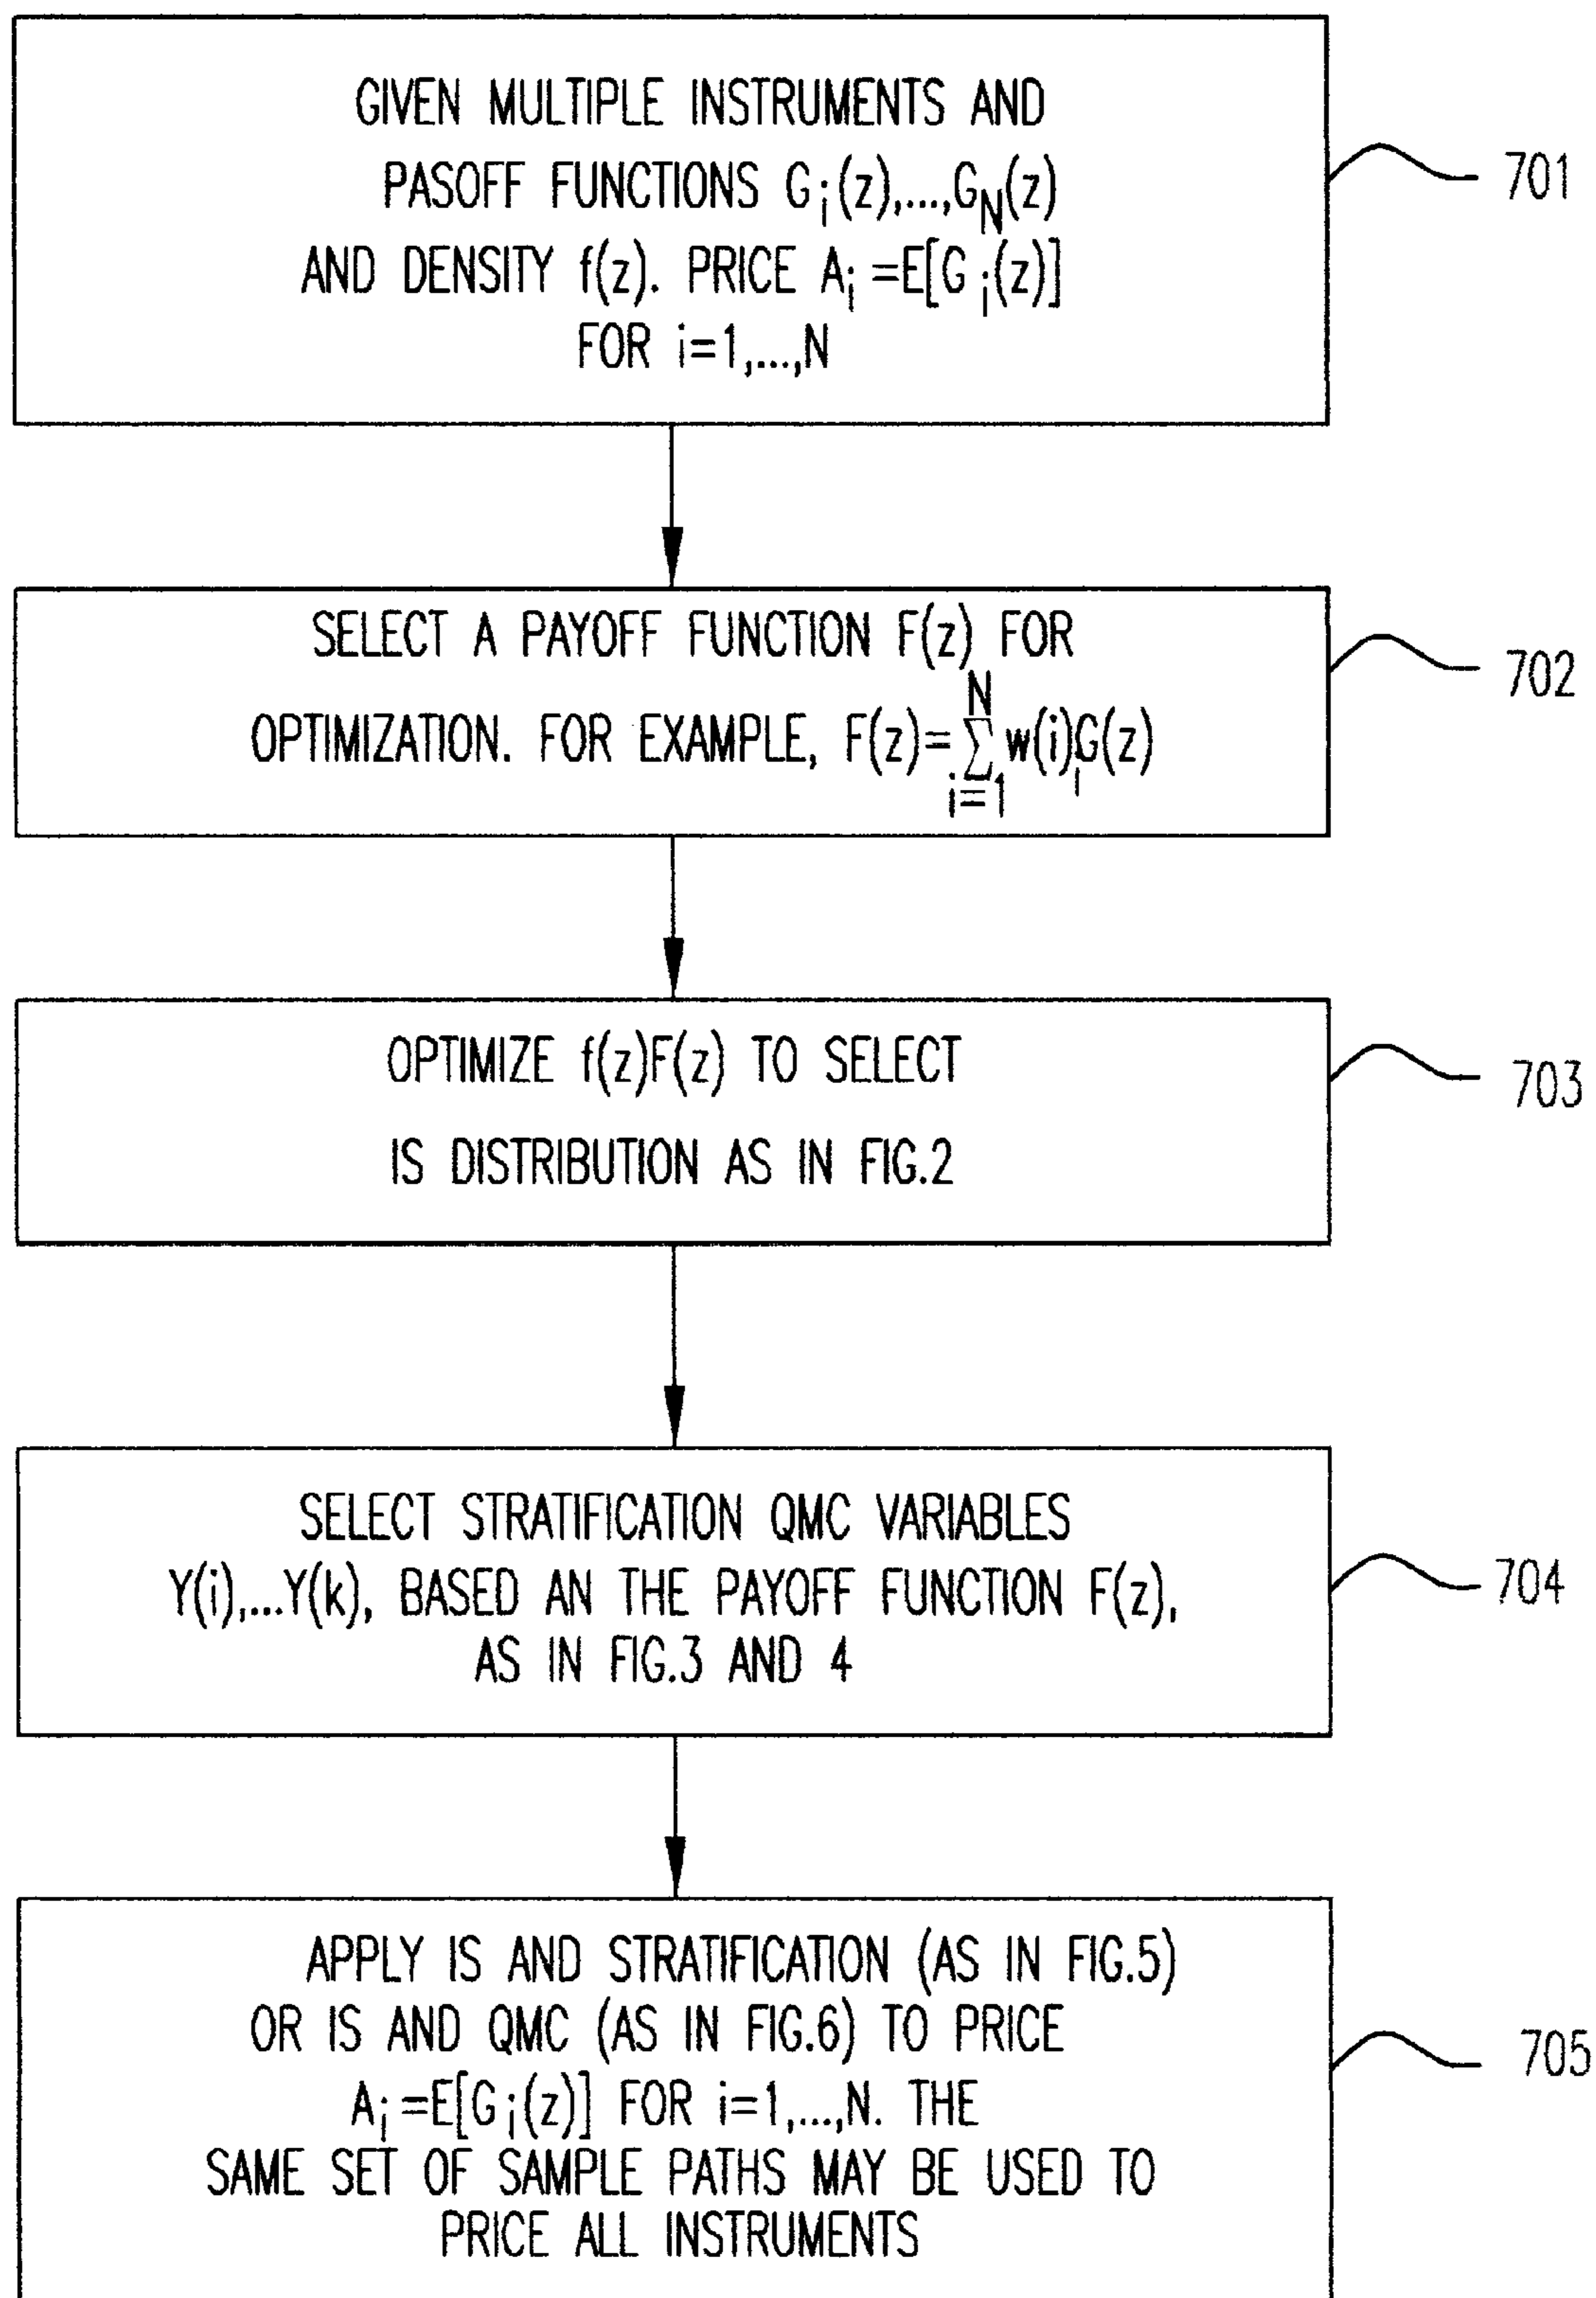 GIVEN MULTIPLE INSTRUMENTS AND
PASOFF FUNCTIONS G_i(z),...,G_N(z)
AND DENSITY f(z). PRICE A_i =E[G_i(z)]
FOR i=1,...,N
701
SELECT A PAYOFF FUNCTION F(z) FOR
OPTIMIZATION. FOR EXAMPLE, F(z)=∑_{i=1}^{N} w(i)_iG(z)
702
OPTIMIZE f(z)F(z) TO SELECT
IS DISTRIBUTION AS IN FIG.2
703
SELECT STRATIFICATION QMC VARIABLES
Y(i),...Y(k), BASED AN THE PAYOFF FUNCTION F(z),
AS IN FIG.3 AND 4
704
APPLY IS AND STRATIFICATION (AS IN FIG.5)
OR IS AND QMC (AS IN FIG.6) TO PRICE
A_i =E[G_i(z)] FOR i=1,...,N. THE
SAME SET OF SAMPLE PATHS MAY BE USED TO
PRICE ALL INSTRUMENTS
705